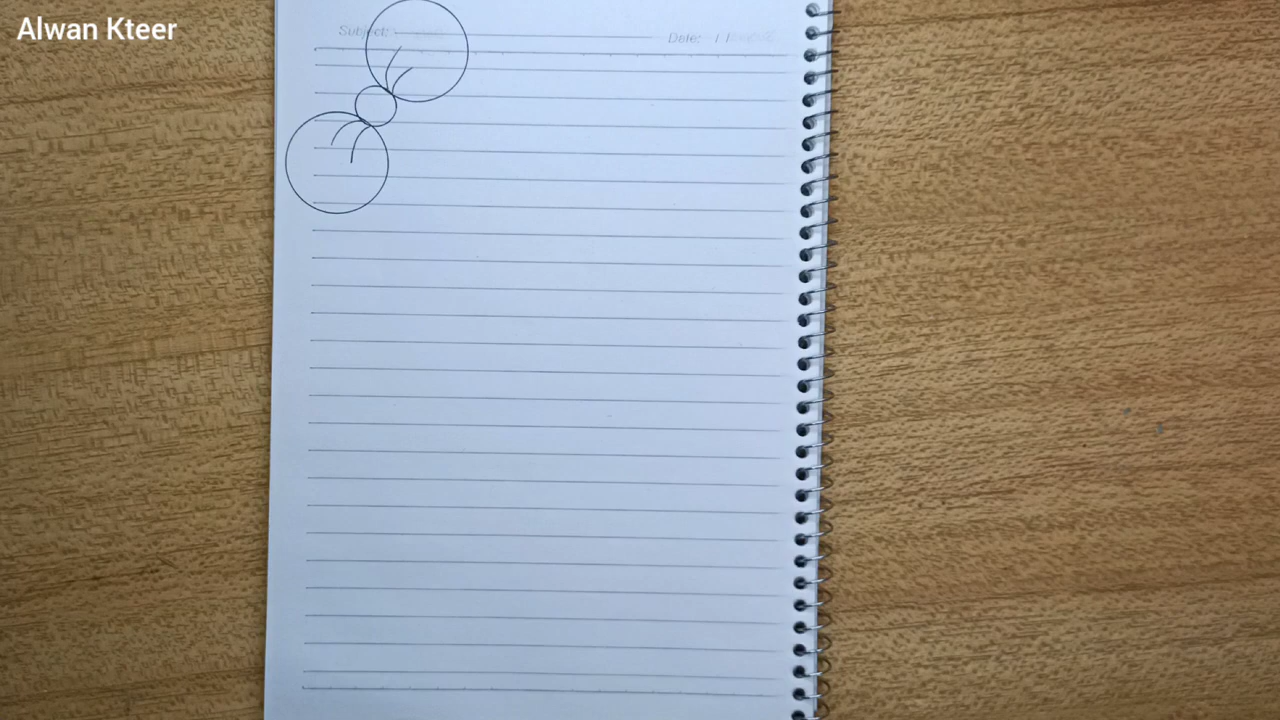 Alwan Kteer
Subject:
Date: / /